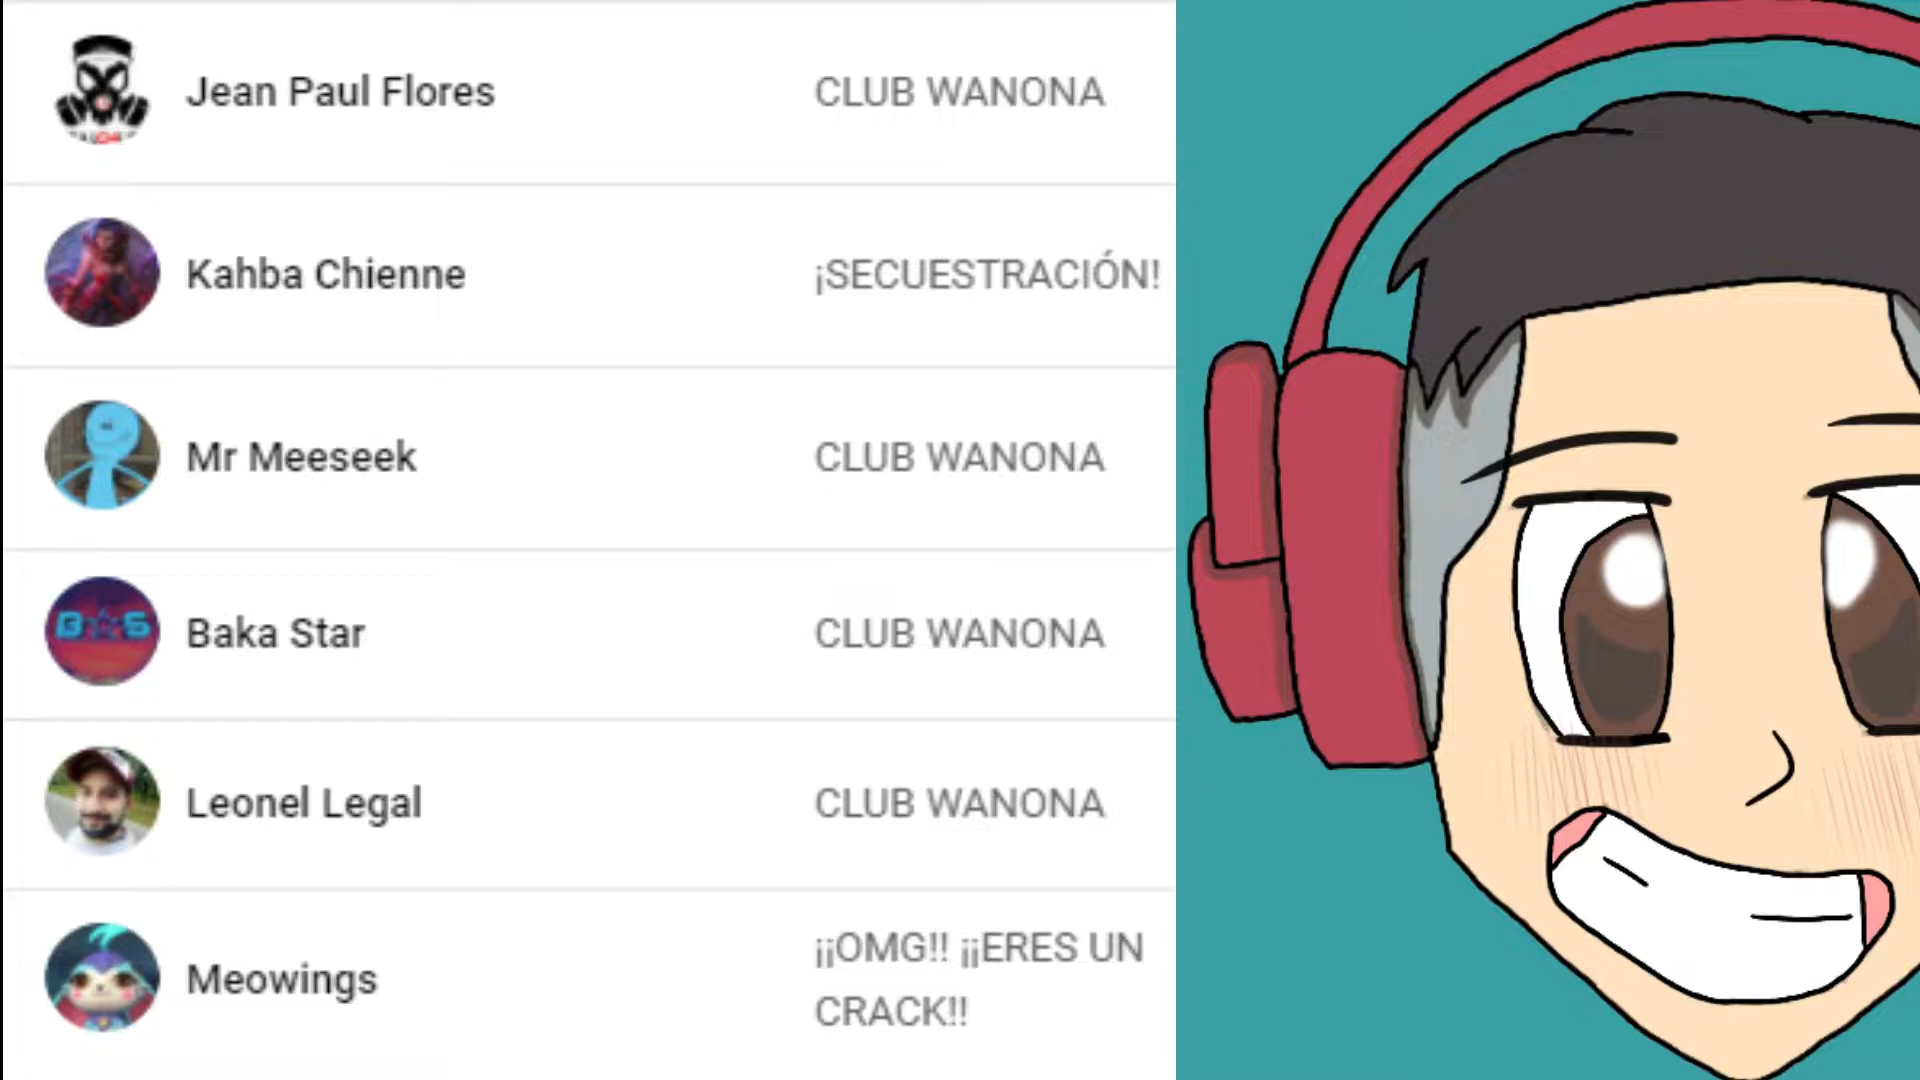 Jean Paul Flores CLUB WANONA
Kahba Chienne ¡SECUESTRACIÓN!
Mr Meeseek CLUB WANONA
B☆S
Baka Star CLUB WANONA
Leonel Legal CLUB WANONA
Meowings ¡¡OMG!! ¡¡ERES UN
CRACK!!